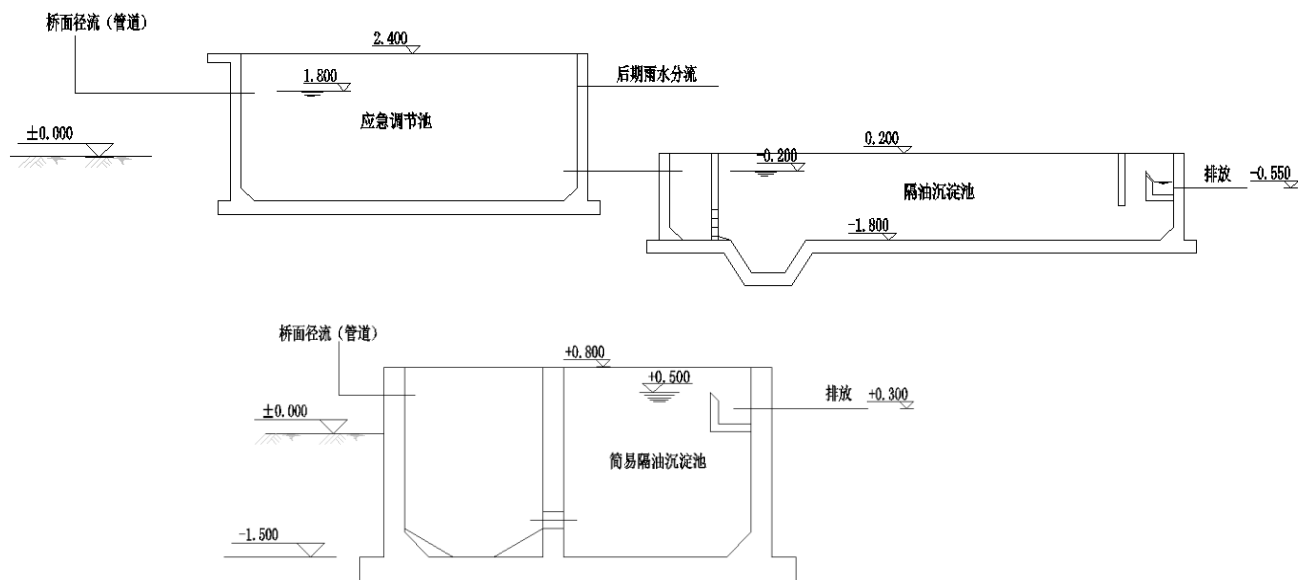 桥面径流（管道）
2.400
1.800
后期雨水分流
应急调节池
±0.000
0.200
-0.200
隔油沉淀池
排放
-0.550
-1.800
桥面径流（管道）
+0.800
+0.500
排放
+0.300
±0.000
简易隔油沉淀池
-1.500